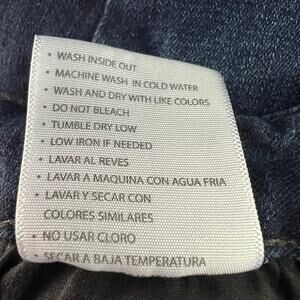 • WASH INSIDE OUT
• MACHINE WASH IN COLD WATER
• WASH AND DRY WITH LIKE COLORS
• DO NOT BLEACH
• TUMBLE DRY LOW
• LOW IRON IF NEEDED
• LAVAR AL REVES
• LAVAR A MAQUINA CON AGUA FRIA
• LAVAR Y SECAR CON
COLORES SIMILARES
• NO USAR CLORO
• SECAR A BAJA TEMPERATURA